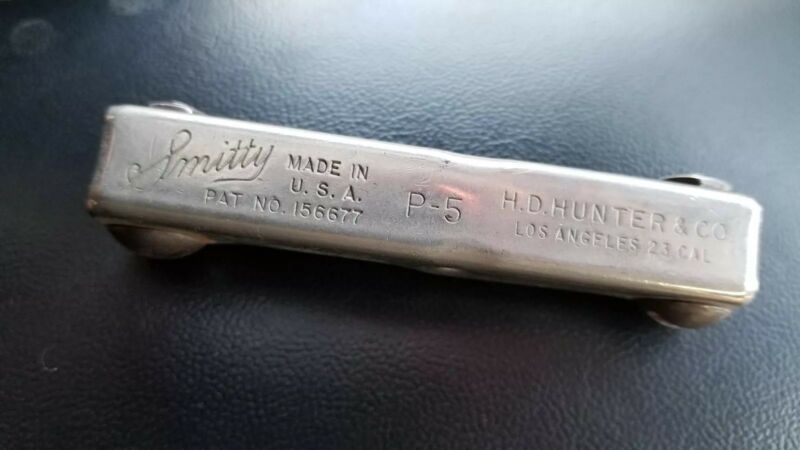 Smitty
MADE IN
U. S. A.
PAT NO. 156677
P-5
H.D. HUNTER & CO
LOS ANGELES 23, CAL